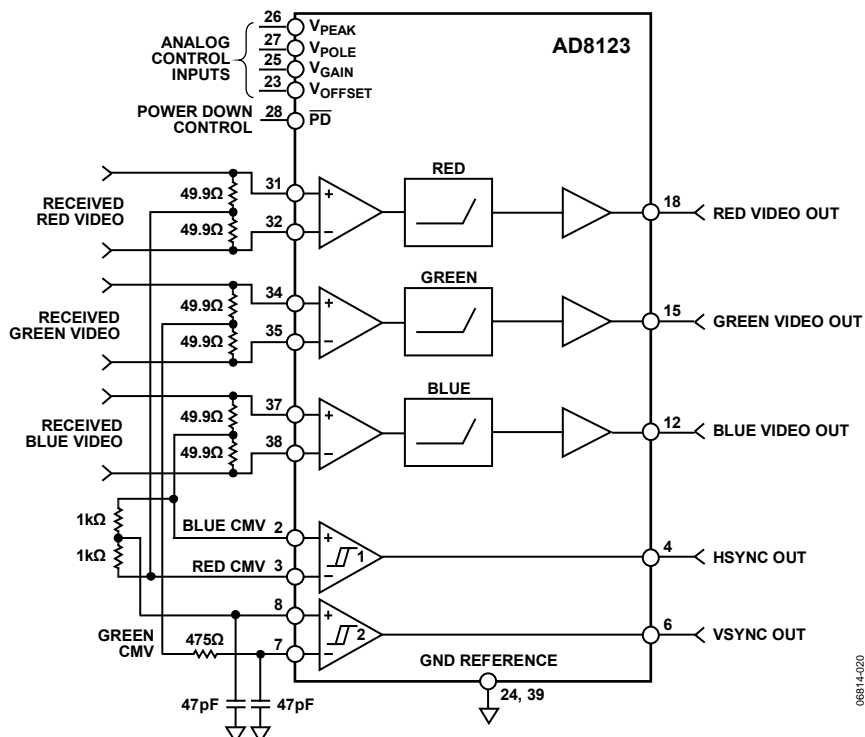 26
V_PEAK
ANALOG
CONTROL
INPUTS
27
V_POLE
25
V_GAIN
23
V_OFFSET
AD8123
POWER DOWN
CONTROL
28
PD
RECEIVED
RED VIDEO
49.9Ω
49.9Ω
31
+
32
−
RED
18
RED VIDEO OUT
RECEIVED
GREEN VIDEO
49.9Ω
49.9Ω
34
+
35
−
GREEN
15
GREEN VIDEO OUT
RECEIVED
BLUE VIDEO
49.9Ω
49.9Ω
37
+
38
−
BLUE
12
BLUE VIDEO OUT
1kΩ
1kΩ
BLUE CMV
2
+
1
RED CMV
3
−
4
HSYNC OUT
8
+
2
GREEN
CMV
475Ω
7
−
6
VSYNC OUT
GND REFERENCE
24, 39
47pF
47pF
06814-020